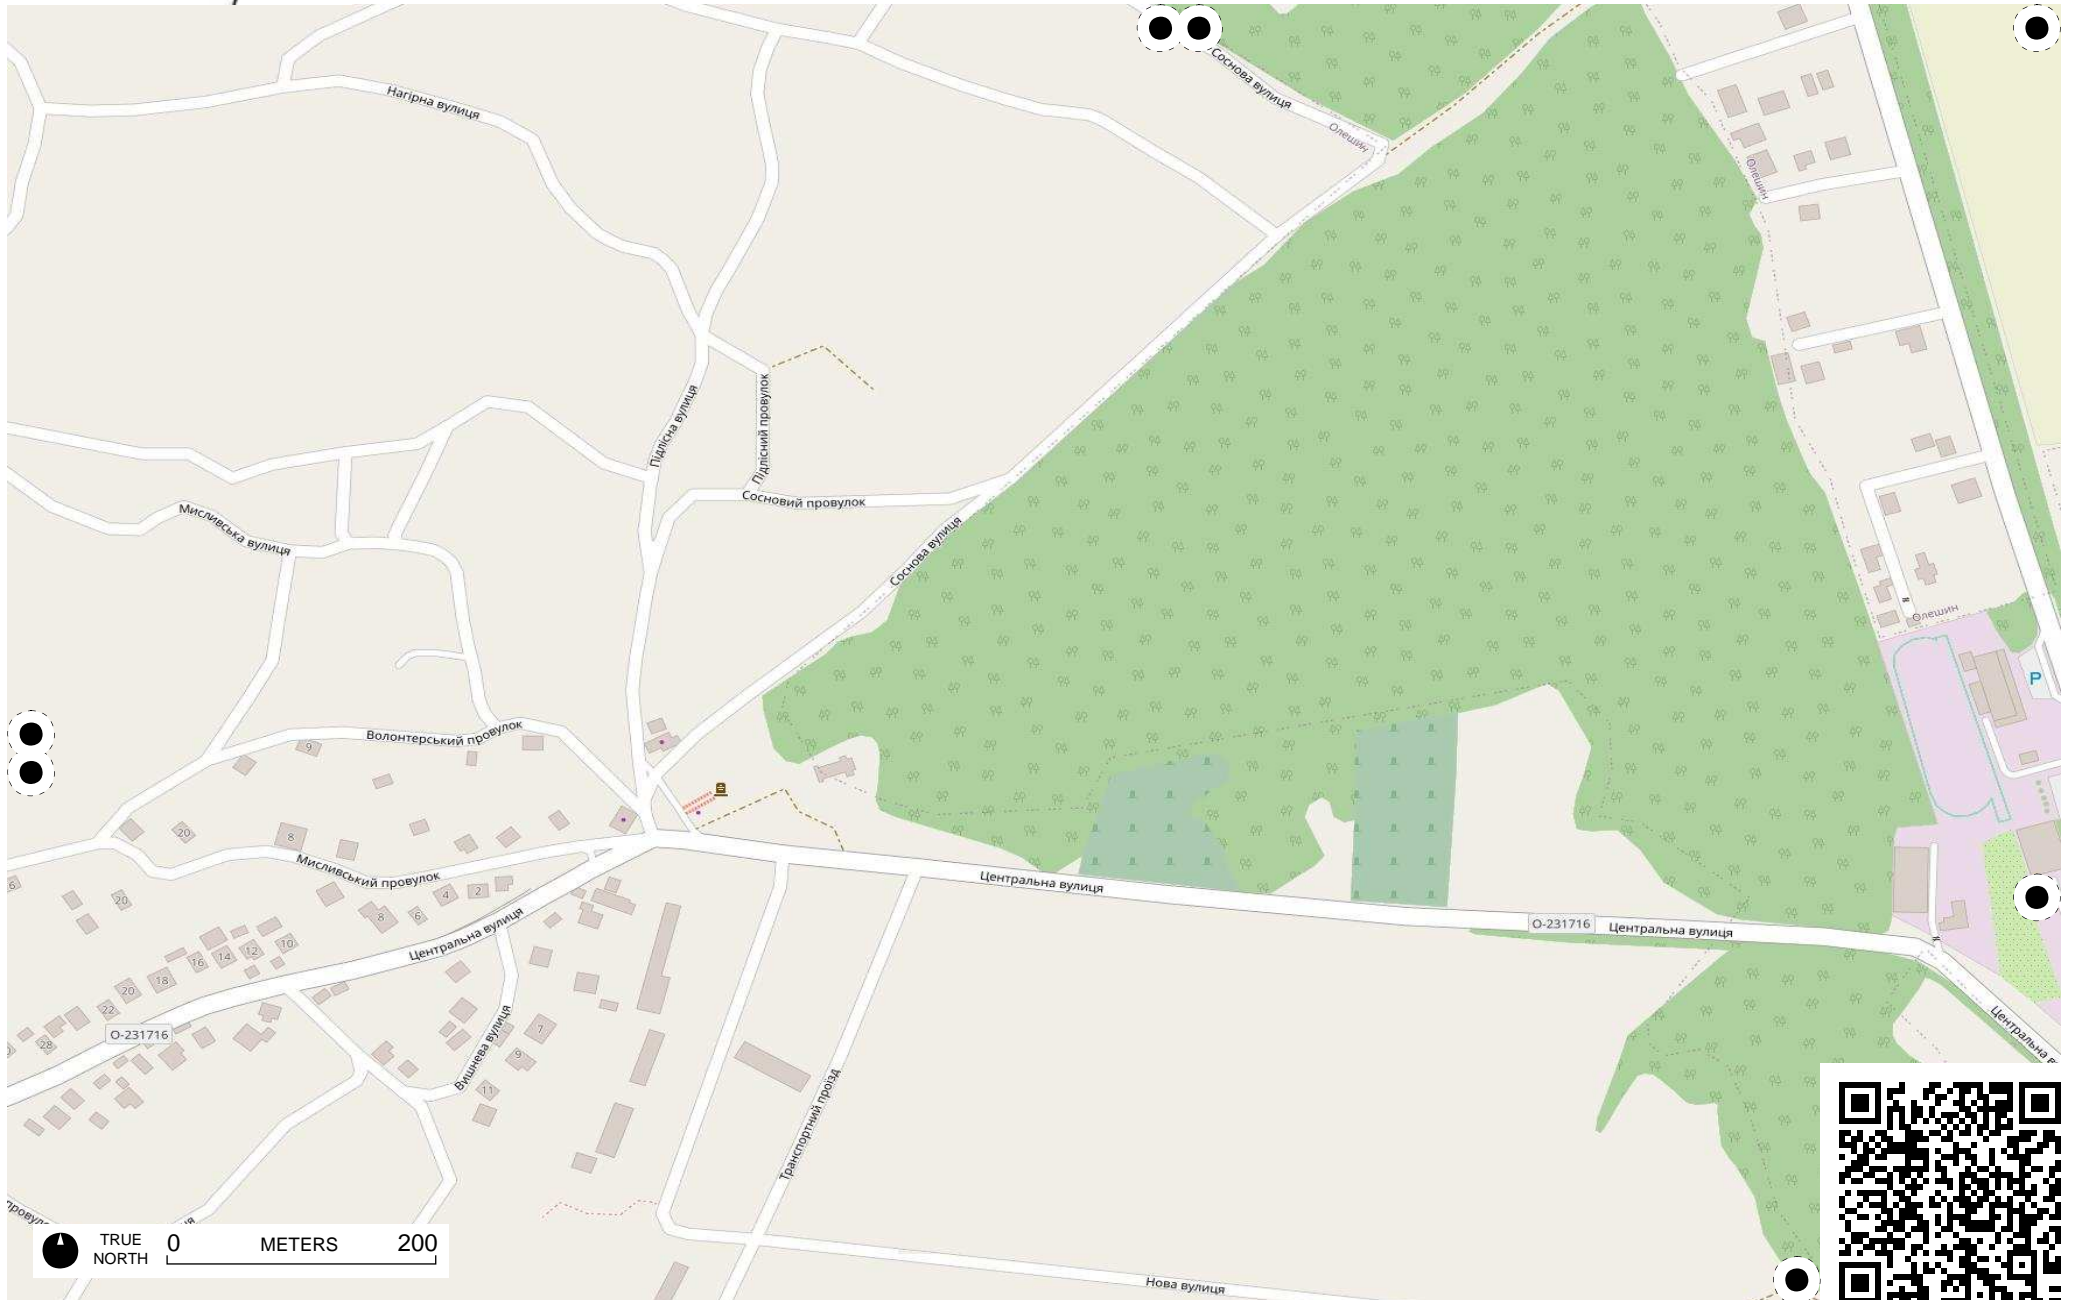 Соснова вулиця
Нагірна вулиця
Олешин
Олешин
Підлісна вулиця
Підлісний провулок
Сосновий провулок
Мисливська вулиця
Соснова вулиця
Олешин
P
Волонтерський провулок
9
20
8
Мисливський провулок
6
20
4
2
8
6
Центральна вулиця
Центральна вулиця
O-231716
Центральна вулиця
10
12
14
16
18
20
22
28
O-231716
Вишнева вулиця
7
9
11
Центральна в
Транспортний проїзд
провуло
TRUE
NORTH
0 METERS 200
Нова вулиця